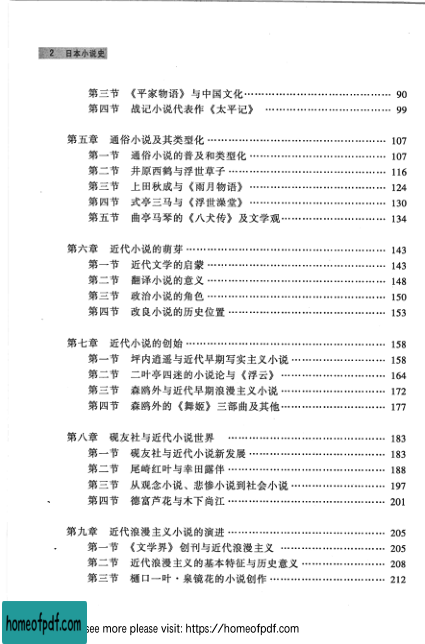 2 日本小说史
第三节 《平家物语》与中国文化………………………………… 90
第四节 战记小说代表作《太平记》 ………………………… 99
第五章 通俗小说及其类型化………………………………………… 107
第一节 通俗小说的普及和类型化……………………………… 107
第二节 井原西鹤与浮世草子…………………………………… 116
第三节 上田秋成与《雨月物语》……………………………… 124
第四节 式亭三马与《浮世澡堂》……………………………… 130
第五节 曲亭马琴的《八犬传》及文学观……………………… 134
第六章 近代小说的萌芽……………………………………………… 143
第一节 近代文学的启蒙………………………………………… 143
第二节 翻译小说的意义………………………………………… 148
第三节 政治小说的角色………………………………………… 150
第四节 改良小说的历史位置…………………………………… 153
第七章 近代小说的创始……………………………………………… 158
第一节 坪内逍遥与近代早期写实主义小说…………………… 158
第二节 二叶亭四迷的小说论与《浮云》……………………… 164
第三节 森鸥外与近代早期浪漫主义小说……………………… 172
第四节 森鸥外的《舞姬》三部曲及其他……………………… 177
第八章 砚友社与近代小说世界 …………………………………… 183
第一节 砚友社与近代小说新发展……………………………… 183
第二节 尾崎红叶与幸田露伴…………………………………… 188
第三节 从观念小说、悲惨小说到社会小说…………………… 197
第四节 德富芦花与木下尚江…………………………………… 201
第九章 近代浪漫主义小说的演进…………………………………… 205
第一节 《文学界》创刊与近代浪漫主义 …………………… 205
第二节 近代浪漫主义的基本特征与历史意义………………… 208
第三节 樋口一叶·泉镜花的小说创作………………………… 212
homeofpdf.com
see more please visit: https://homeofpdf.com